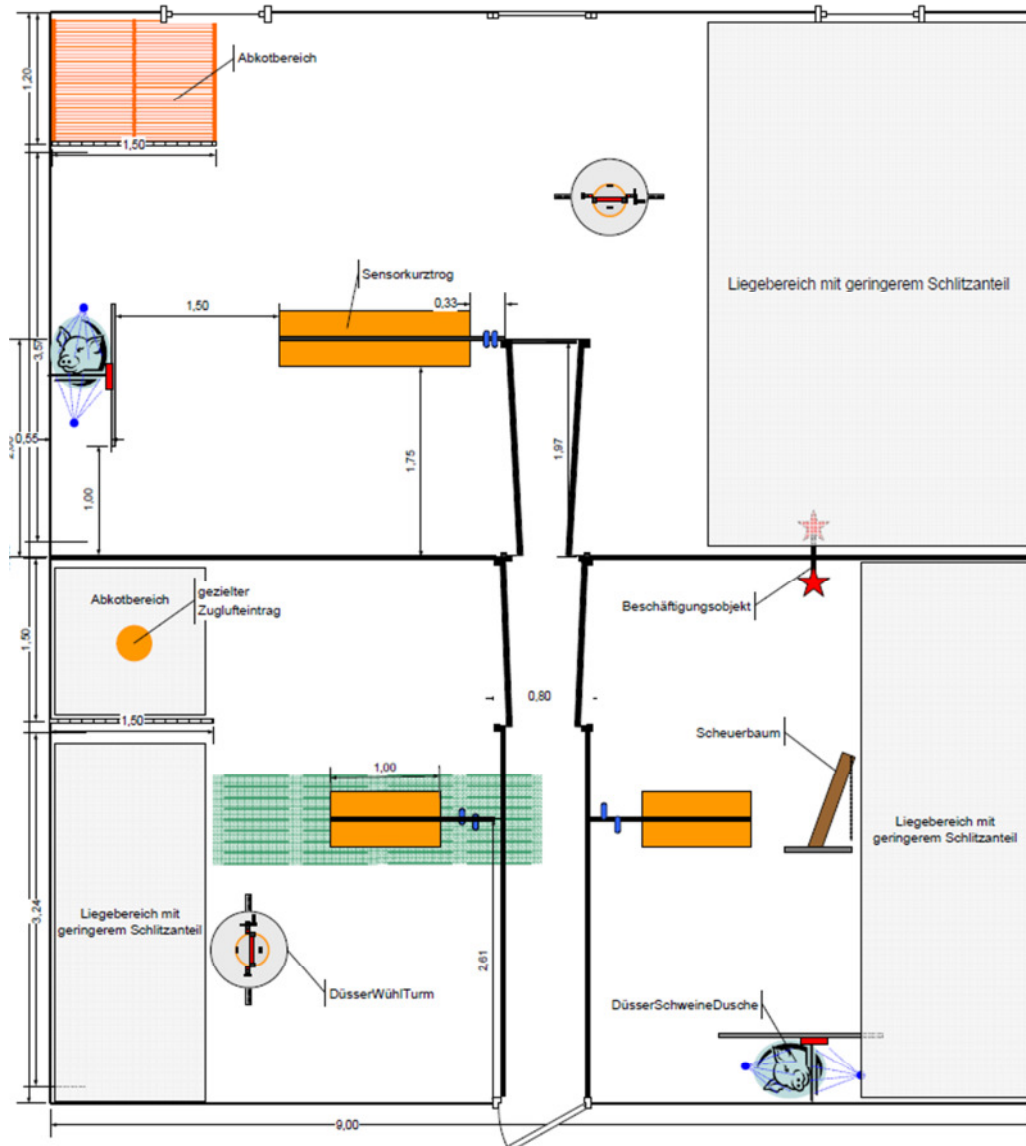 Abkotbereich
1,20
1,50
Sensorkurztrog
0,33
1,50
Liegebereich mit geringerem Schlitzanteil
3,57
0,55
1,00
1,75
1,97
Abkotbereich
gezielter
Zuglufteintrag
Beschäftigungsobjekt
1,50
1,50
0,80
Scheuerbaum
1,00
Liegebereich mit
geringerem Schlitzanteil
Liegebereich mit
geringerem Schlitzanteil
3,24
2,61
DüsserWühlTurm
DüsserSchweineDusche
9,00